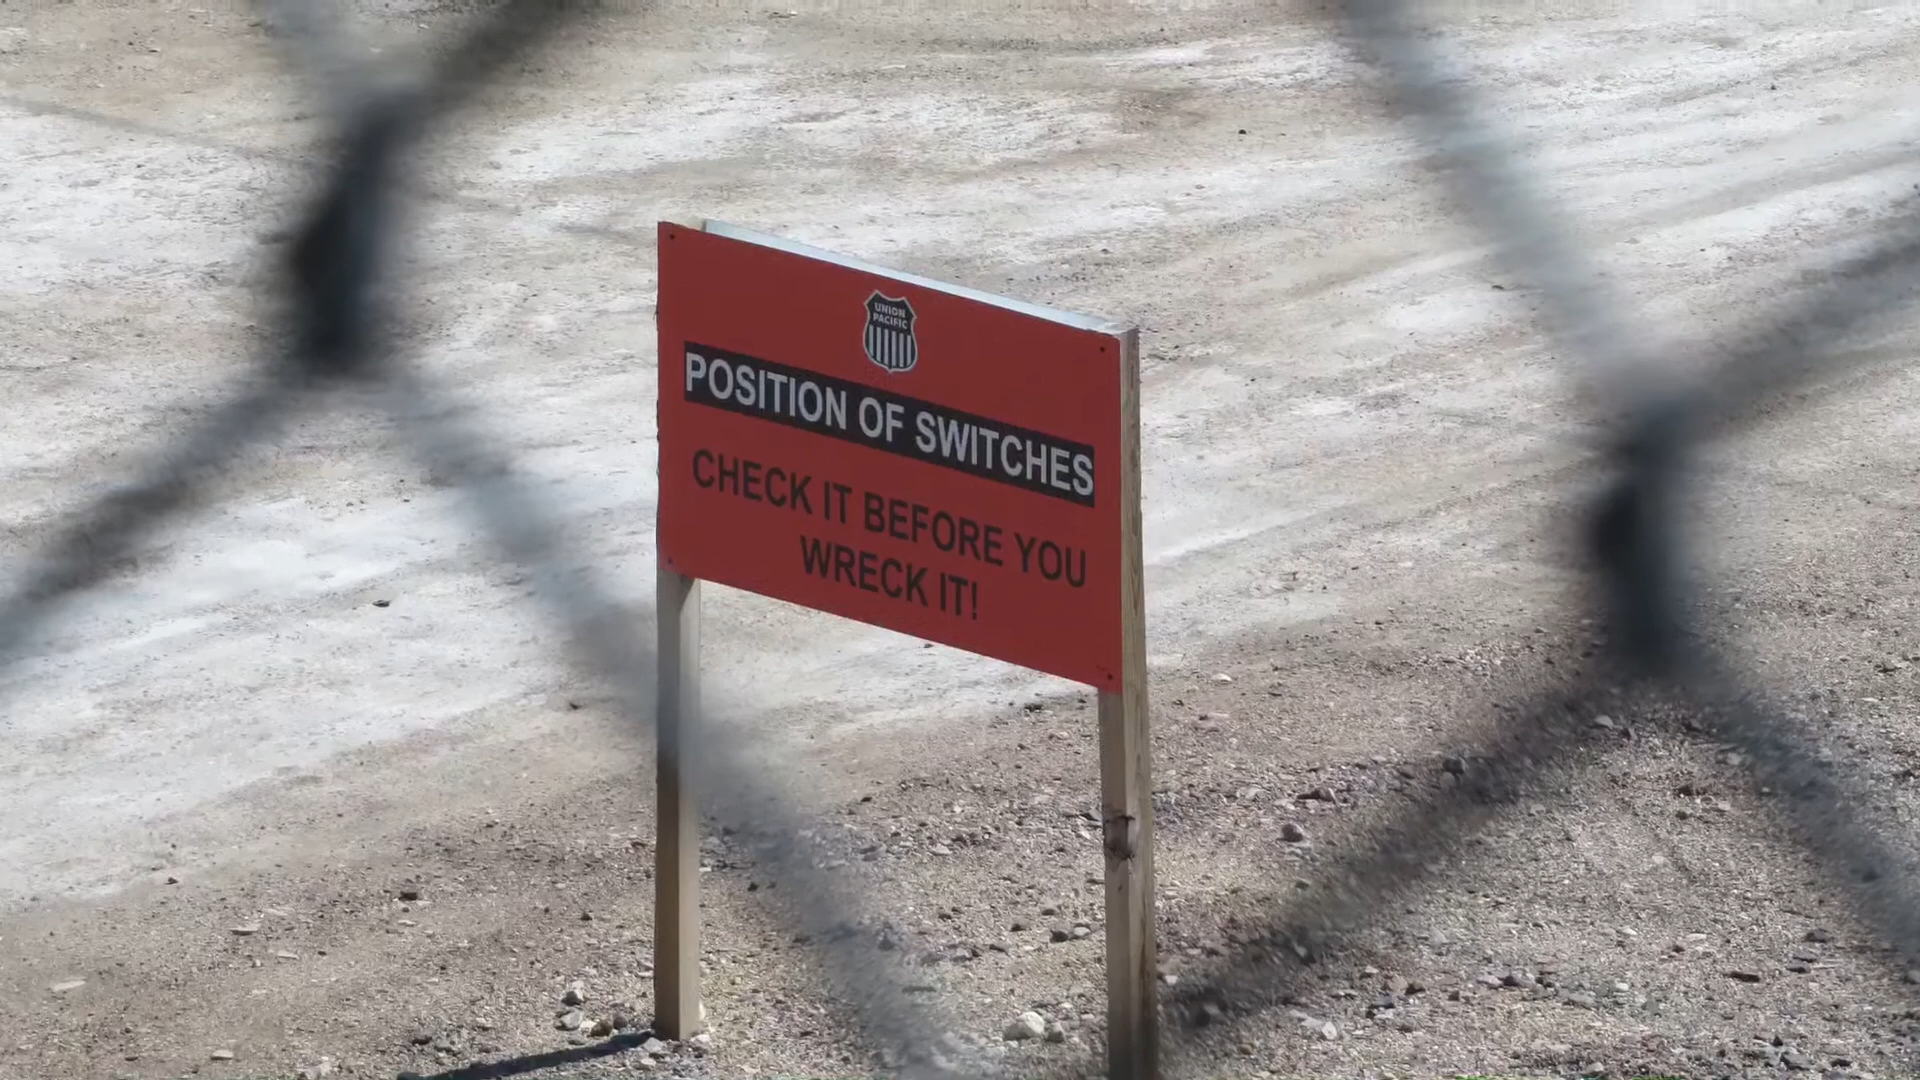 UNION
PACIFIC
POSITION OF SWITCHES
CHECK IT BEFORE YOU
WRECK IT!